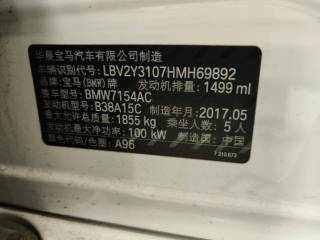 华晨宝马汽车有限公司制造
车辆识别代号 LBV2Y3107HMH69892
品牌 宝马(BMW)牌 发动机排量 1499 ml
整车型号 BMW7154AC
发动机型号 B38A15C 制造年月 2017.05
最大允许总质量 1855 kg 乘坐人数 5 人
发动机最大净功率 100 kW 制造国 中国
车身颜色代码/色圈 A96
7 210 673